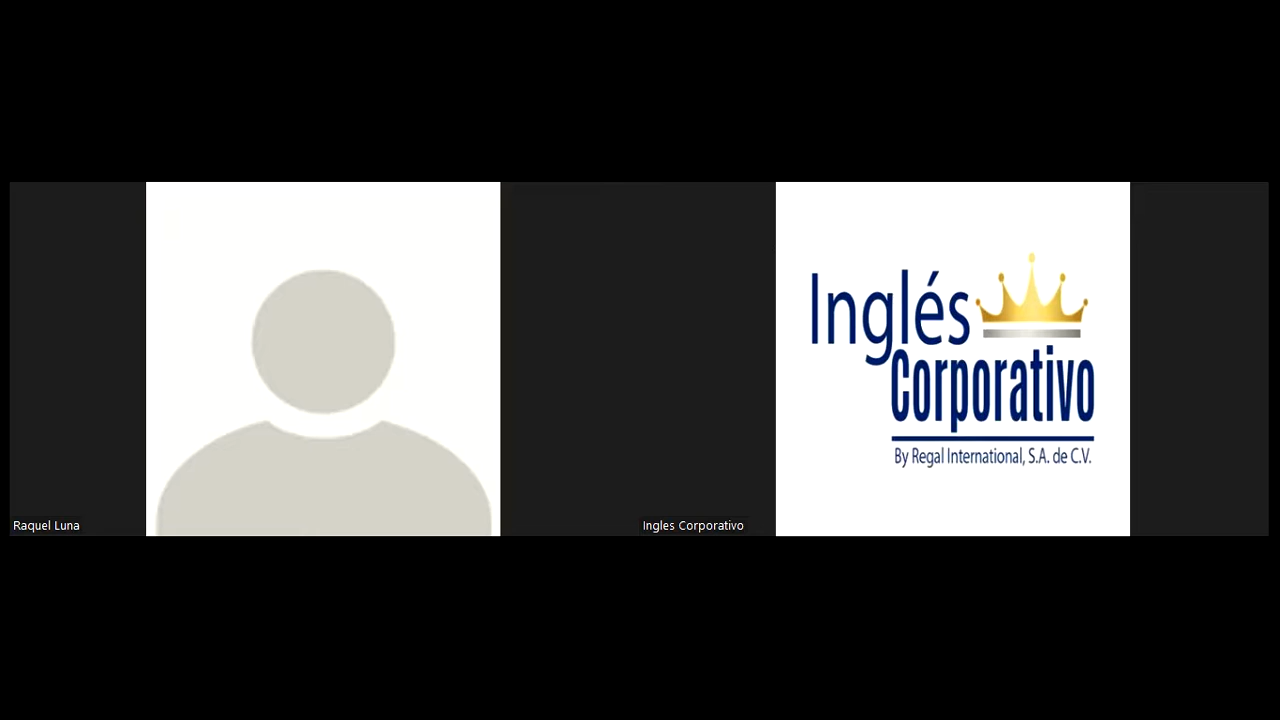 Inglés
Corporativo
By Regal International, S.A. de C.V.
Raquel Luna
Ingles Corporativo